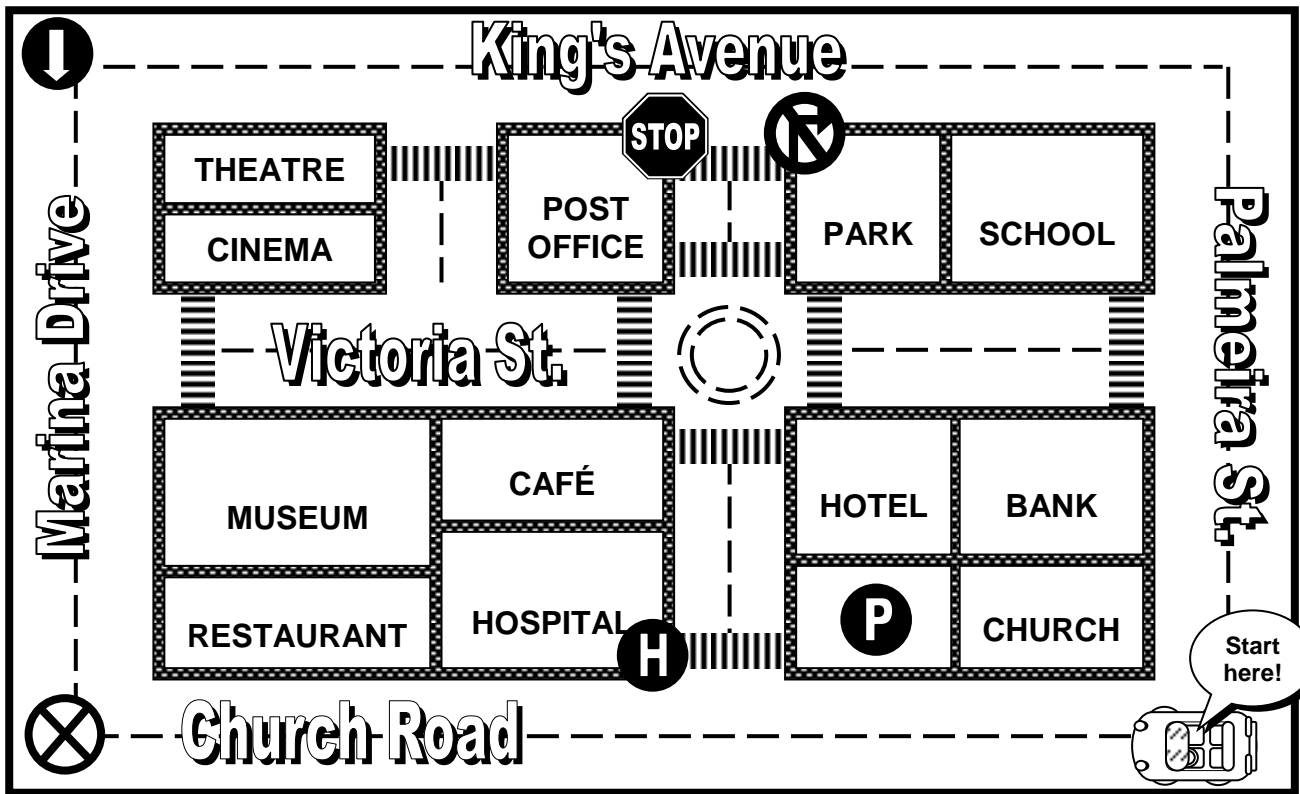 King's Avenue
STOP
THEATRE
POST
OFFICE
PARK
SCHOOL
CINEMA
Marina Drive
Victoria St.
Palmeira St.
CAFÉ
MUSEUM
HOTEL
BANK
HOSPITAL
H
RESTAURANT
P
CHURCH
Start
here!
Church Road